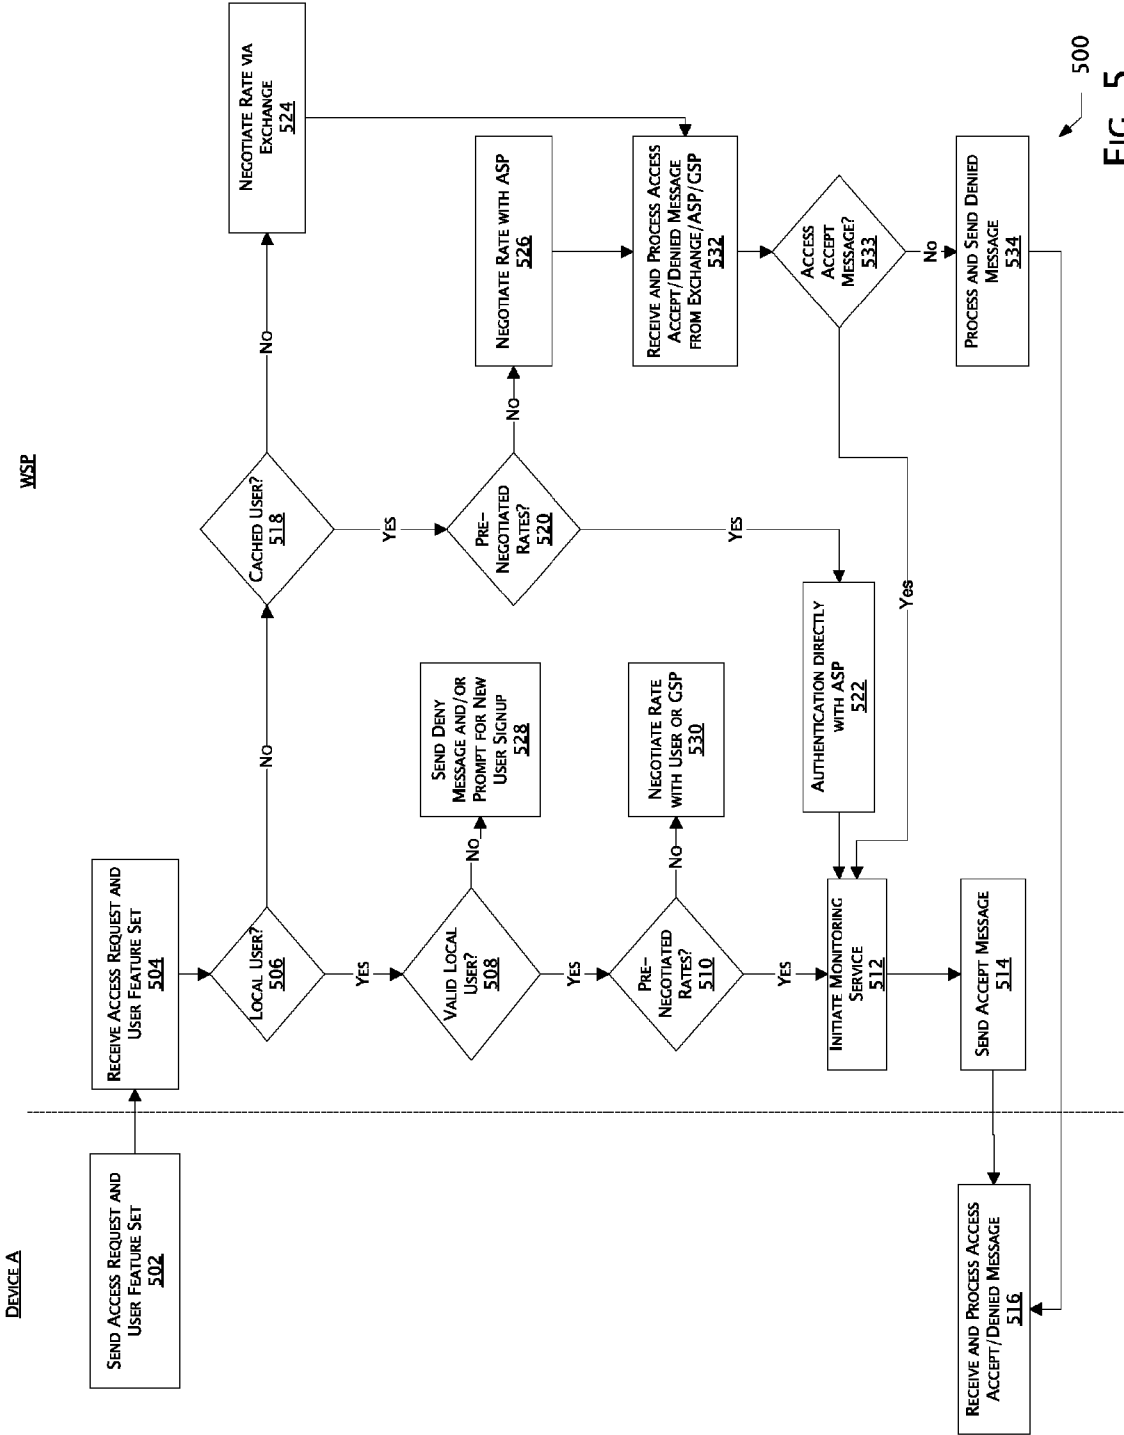 DEVICE A
WSP
SEND ACCESS REQUEST AND
USER FEATURE SET
502
RECEIVE ACCESS REQUEST AND
USER FEATURE SET
504
LOCAL USER?
506
NO
CACHED USER?
518
NO
NEGOTIATE RATE VIA
EXCHANGE
524
YES
YES
VALID LOCAL
USER?
508
NO
SEND DENY
MESSAGE AND/OR
PROMPT FOR NEW
USER SIGNUP
528
PRE-
NEGOTIATED
RATES?
520
NO
NEGOTIATE RATE WITH ASP
526
YES
YES
PRE-
NEGOTIATED
RATES?
510
NO
NEGOTIATE RATE
WITH USER OR GSP
530
RECEIVE AND PROCESS ACCESS
ACCEPT/DENIED MESSAGE
FROM EXCHANGE/ASP/GSP
532
YES
INITIATE MONITORING
SERVICE
512
AUTHENTICATION DIRECTLY
WITH ASP
522
ACCESS
ACCEPT
MESSAGE?
533
Yes
NO
RECEIVE AND PROCESS ACCESS
ACCEPT/DENIED MESSAGE
516
SEND ACCEPT MESSAGE
514
PROCESS AND SEND DENIED
MESSAGE
534
500
FIG. 5